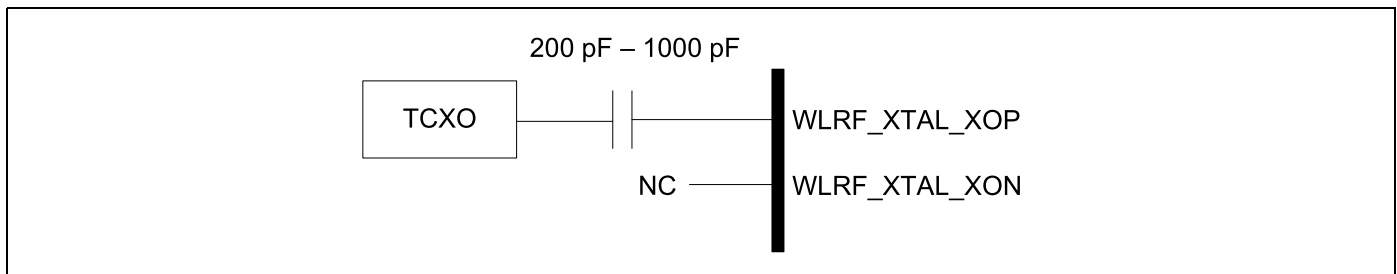 200 pF – 1000 pF
TCXO
WLRF_XTAL_XOP
NC
WLRF_XTAL_XON